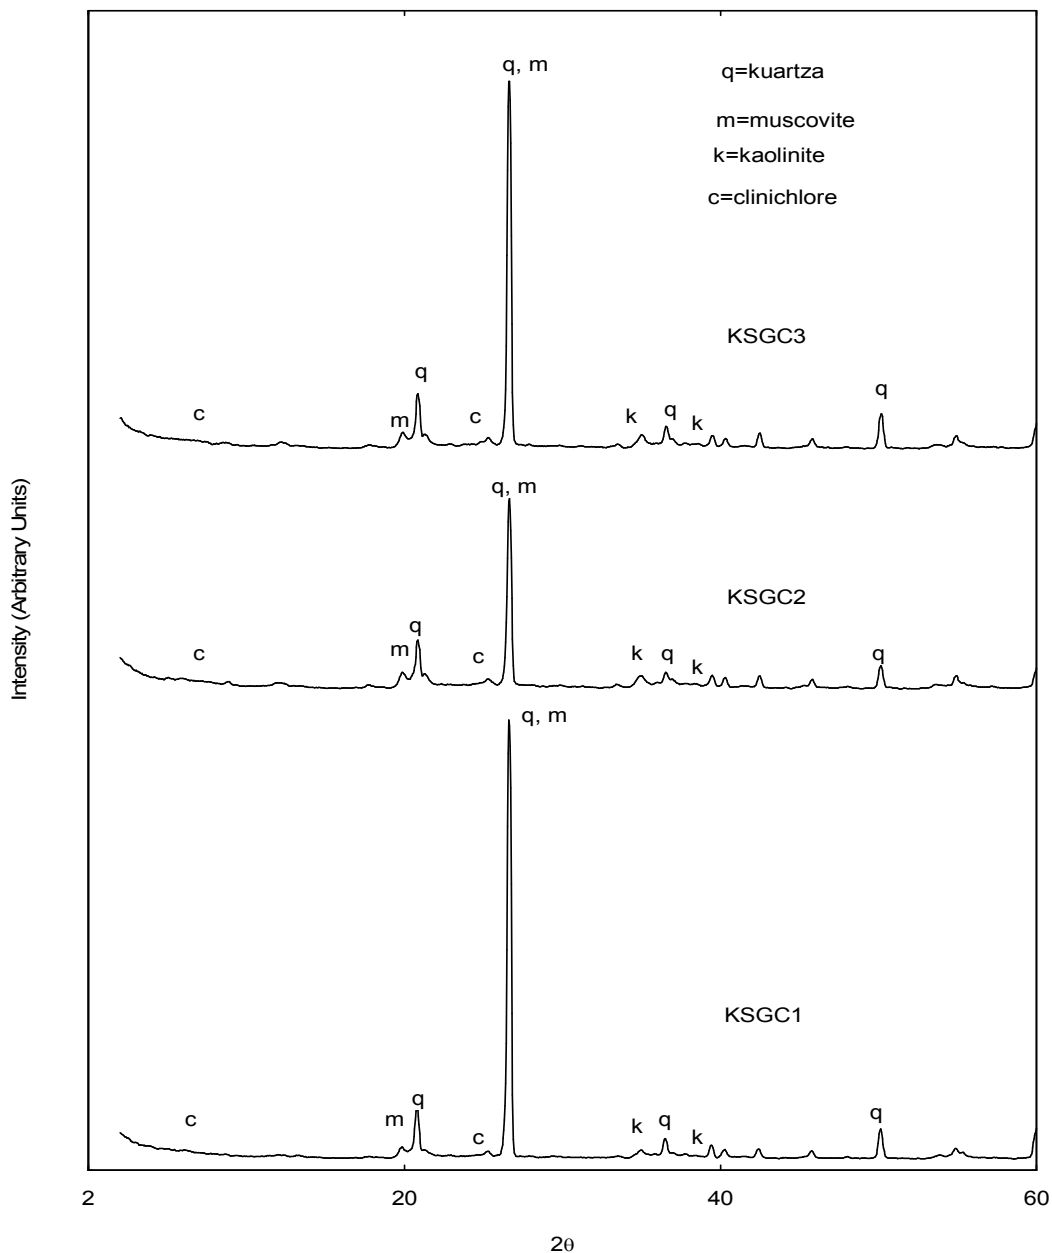 q, m
q=kuartza
m=muscovite
k=kaolinite
c=clinichlore
KSGC3
q
c
m
c
k
q
k
q
q, m
KSGC2
q
c
m
c
k
q
k
q
q, m
KSGC1
q
c
m
c
k
q
k
q
Intensity (Arbitrary Units)
2
20
40
60
2θ